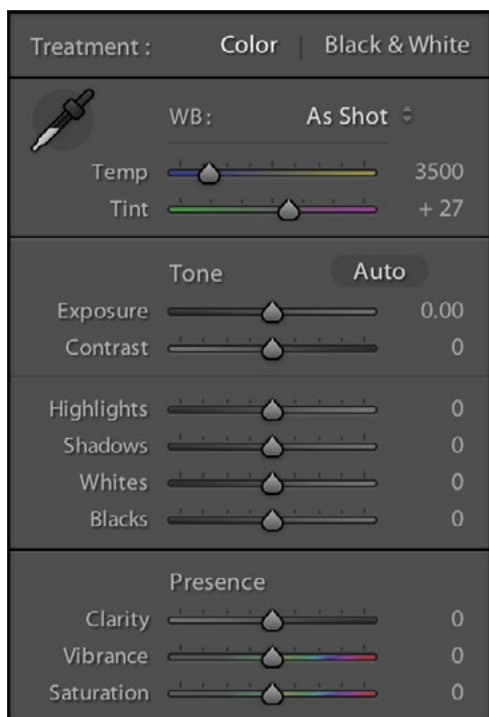 Treatment : Color | Black & White
WB: As Shot
Temp 3500
Tint + 27
Tone Auto
Exposure 0.00
Contrast 0
Highlights 0
Shadows 0
Whites 0
Blacks 0
Presence
Clarity 0
Vibrance 0
Saturation 0